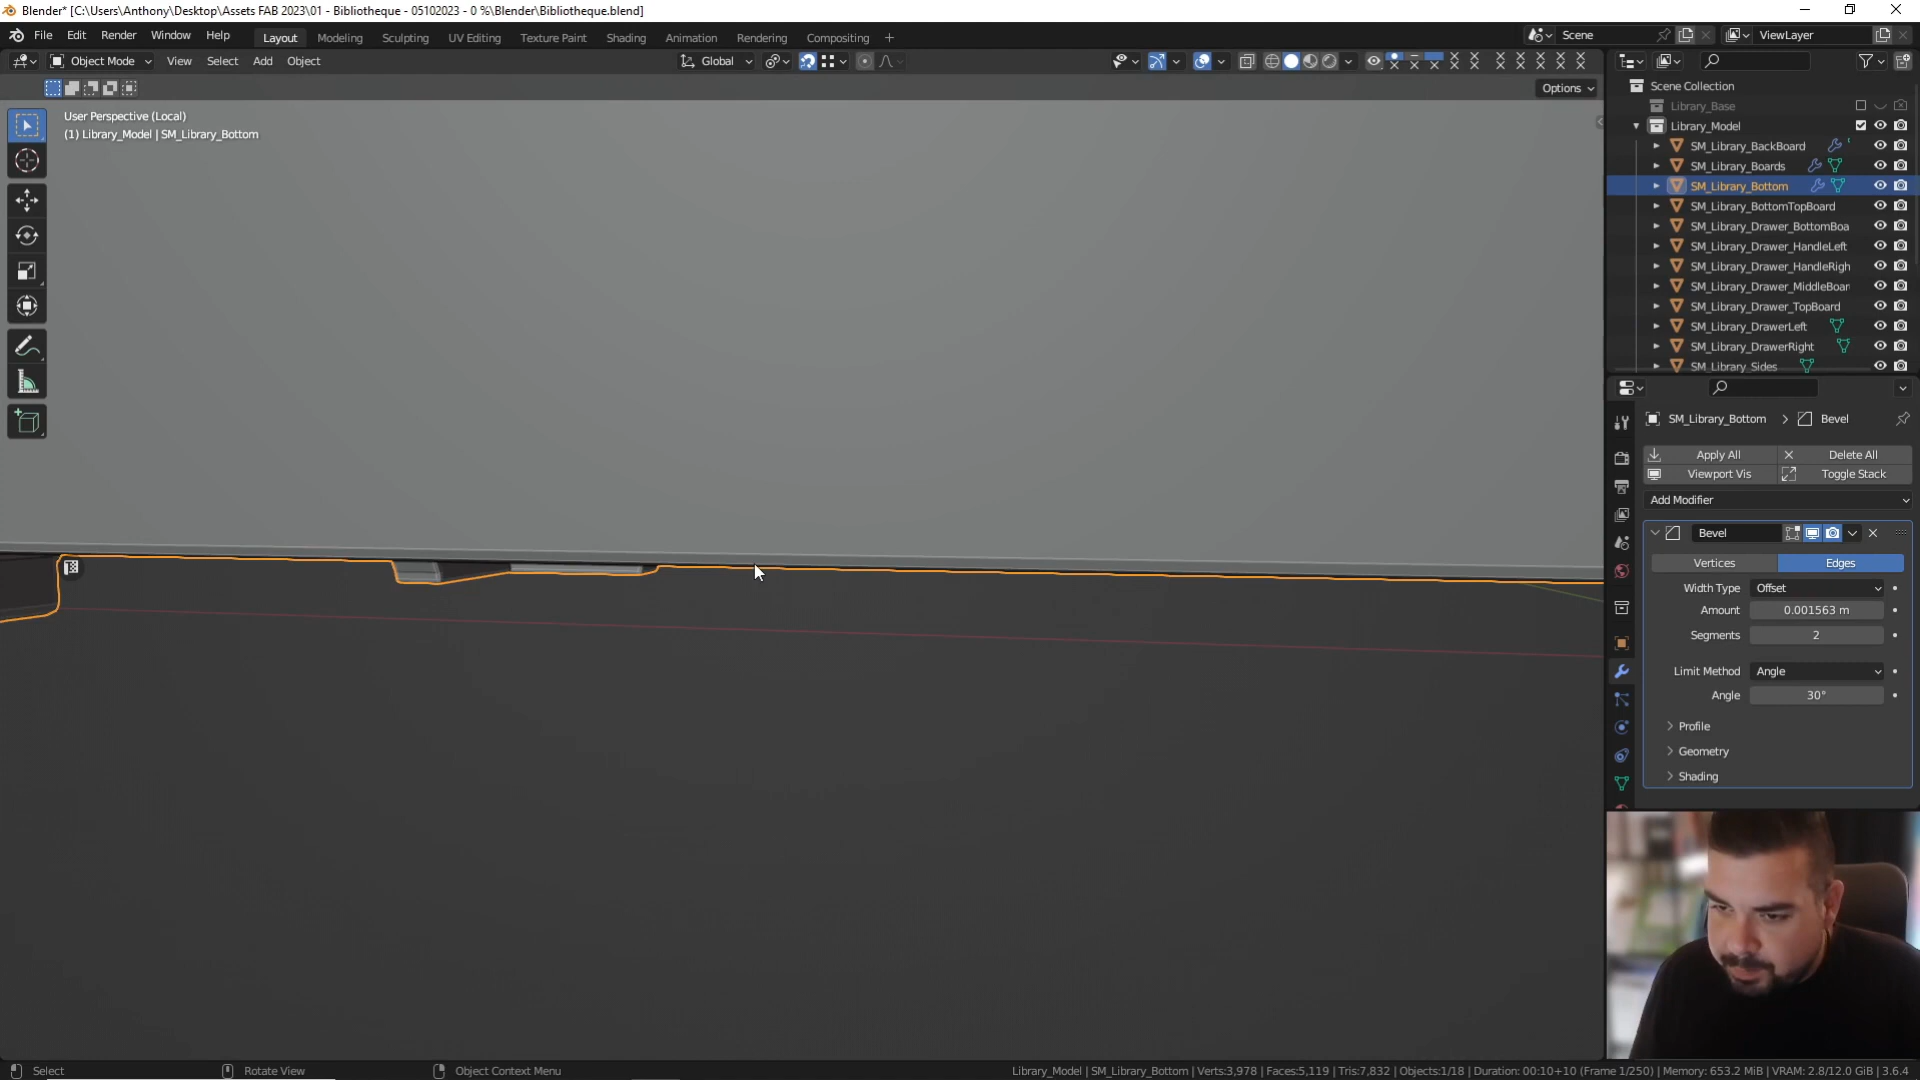 Blender* [C:\Users\Anthony\Desktop\Assets FAB 2023\01 - Bibliotheque - 05102023 - 0 %\Blender\Bibliotheque.blend]
File Edit Render Window Help Layout Modeling Sculpting UV Editing Texture Paint Shading Animation Rendering Compositing + Scene ViewLayer
Object Mode View Select Add Object Global
Options
User Perspective (Local)
(1) Library_Model | SM_Library_Bottom
Scene Collection
Library_Base
Library_Model
SM_Library_BackBoard
SM_Library_Boards
SM_Library_Bottom
SM_Library_BottomTopBoard
SM_Library_Drawer_BottomBoa
SM_Library_Drawer_HandleLeft
SM_Library_Drawer_HandleRigh
SM_Library_Drawer_MiddleBoar
SM_Library_Drawer_TopBoard
SM_Library_DrawerLeft
SM_Library_DrawerRight
SM_Library_Sides
SM_Library_Bottom > Bevel
Apply All Delete All
Viewport Vis Toggle Stack
Add Modifier
Bevel
Vertices Edges
Width Type Offset
Amount 0.001563 m
Segments 2
Limit Method Angle
Angle 30°
Profile
Geometry
Shading
Select Rotate View Object Context Menu Library_Model | SM_Library_Bottom | Verts:3,978 | Faces:5,119 | Tris:7,832 | Objects:1/18 | Duration: 00:10+10 (Frame 1/250) | Memory: 653.2 MiB | VRAM: 2.8/12.0 GiB | 3.6.4